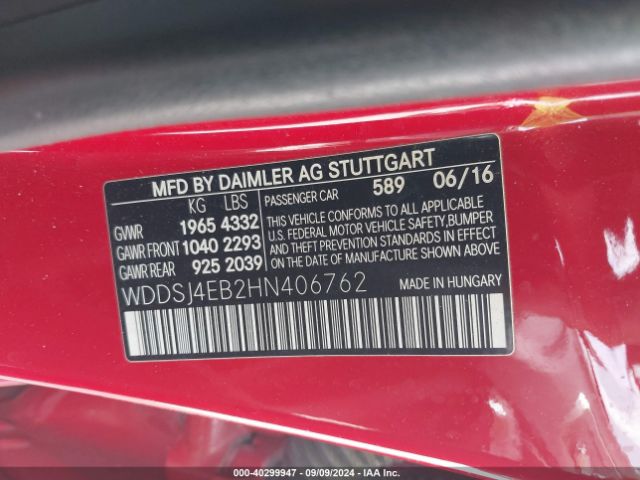 MFD BY DAIMLER AG STUTTGART
KG LBS
GVWR 1965 4332
GAWR FRONT 1040 2293
GAWR REAR 925 2039
PASSENGER CAR 589 06/16
THIS VEHICLE CONFORMS TO ALL APPLICABLE
U.S. FEDERAL MOTOR VEHICLE SAFETY, BUMPER
AND THEFT PREVENTION STANDARDS IN EFFECT
ON THE DATE OF MANUFACTURE SHOWN ABOVE
WDDSJ4EB2HN406762 MADE IN HUNGARY
000-40299947 - 09/09/2024 - IAA Inc.